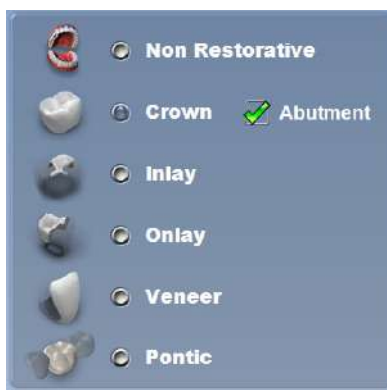 Non Restorative
Crown Abutment
Inlay
Onlay
Veneer
Pontic